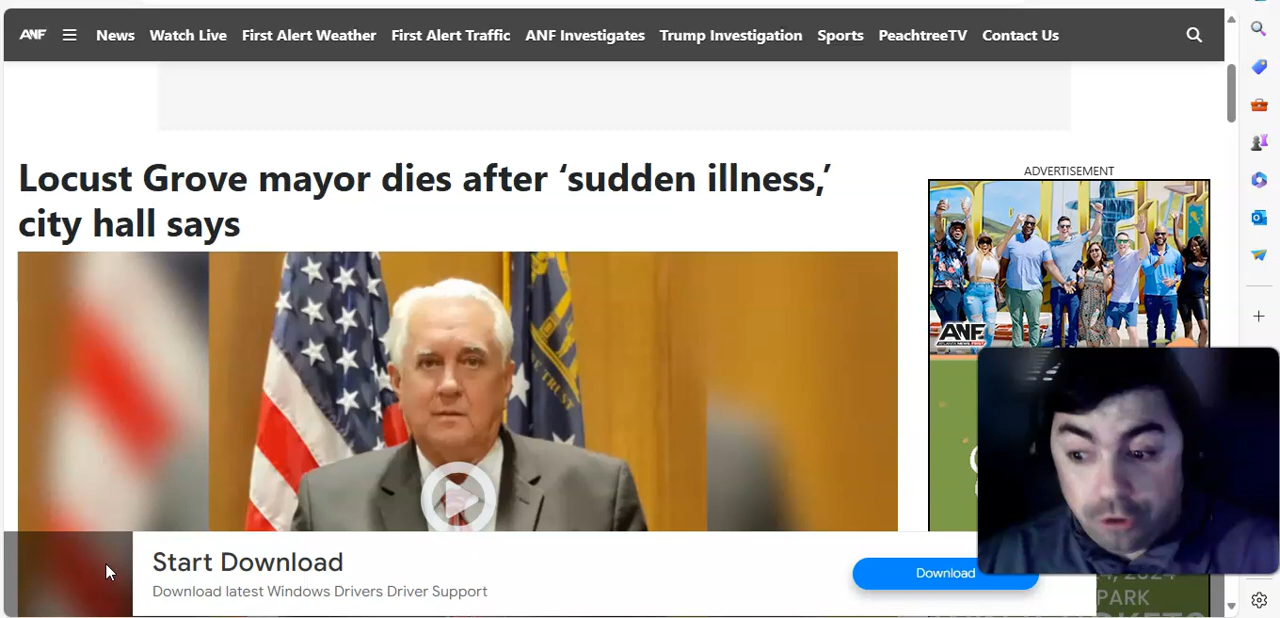 ANF
News Watch Live First Alert Weather First Alert Traffic ANF Investigates Trump Investigation Sports PeachtreeTV Contact Us
Locust Grove mayor dies after ‘sudden illness,’
city hall says
ADVERTISEMENT
ANF
TRUST
Start Download
Download latest Windows Drivers Driver Support
Download
2024
PARK